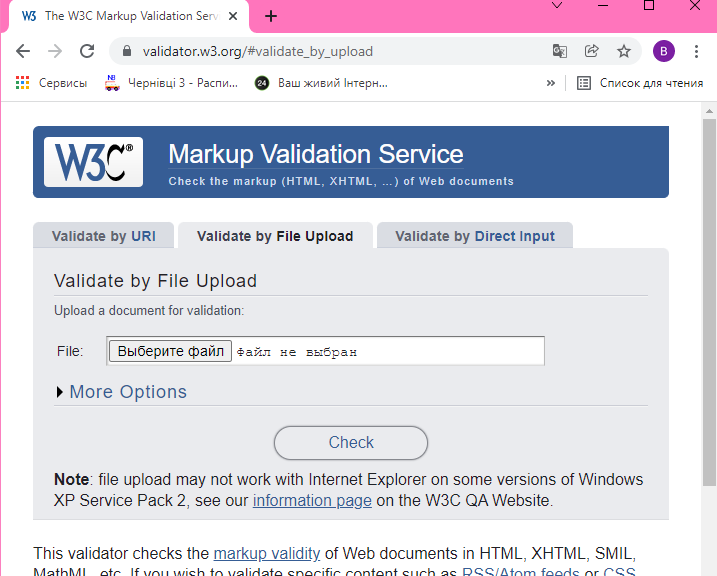 W3 The W3C Markup Validation Serv
validator.w3.org/#validate_by_upload
B
Сервисы
NB
Чернівці 3 - Распи...
24
Ваш живий Інтерн...
»
Список для чтения
W3C®
Markup Validation Service
Check the markup (HTML, XHTML, …) of Web documents
Validate by URI
Validate by File Upload
Validate by Direct Input
Validate by File Upload
Upload a document for validation:
File:
Выберите файл
Файл не выбран
More Options
Check
Note: file upload may not work with Internet Explorer on some versions of Windows
XP Service Pack 2, see our information page on the W3C QA Website.
This validator checks the markup validity of Web documents in HTML, XHTML, SMIL,
MathML, etc. If you wish to validate specific content such as RSS/Atom feeds or CSS